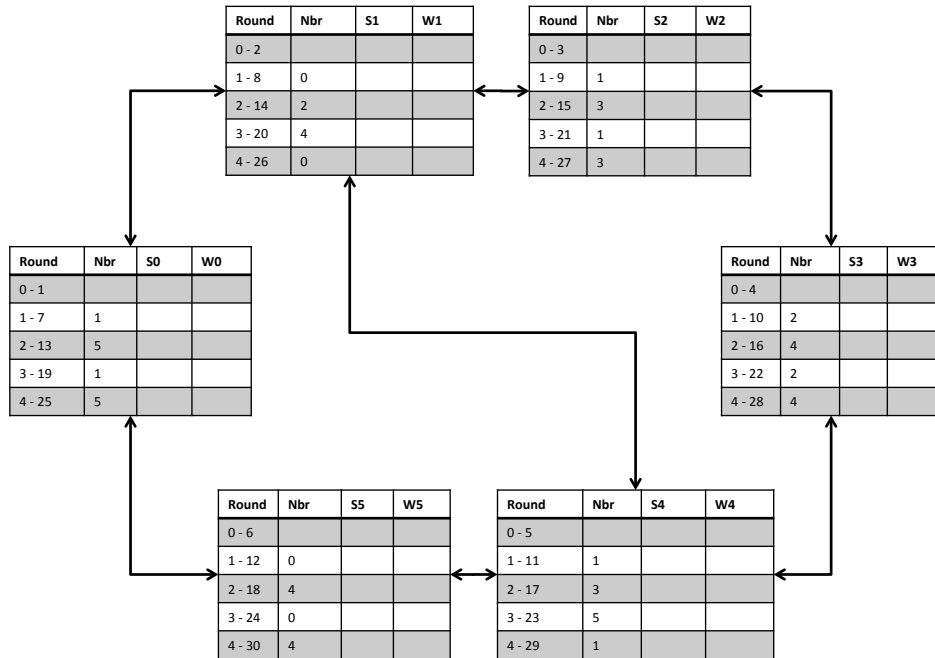 Round Nbr S1 W1
0 - 2
1 - 8 0
2 - 14 2
3 - 20 4
4 - 26 0
Round Nbr S2 W2
0 - 3
1 - 9 1
2 - 15 3
3 - 21 1
4 - 27 3
Round Nbr S0 W0
0 - 1
1 - 7 1
2 - 13 5
3 - 19 1
4 - 25 5
Round Nbr S3 W3
0 - 4
1 - 10 2
2 - 16 4
3 - 22 2
4 - 28 4
Round Nbr S5 W5
0 - 6
1 - 12 0
2 - 18 4
3 - 24 0
4 - 30 4
Round Nbr S4 W4
0 - 5
1 - 11 1
2 - 17 3
3 - 23 5
4 - 29 1